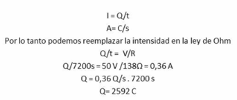 I = Q/t
A= C/s
Por lo tanto podemos reemplazar la intensidad en la ley de Ohm
Q/t = V/R
Q/7200s = 50 V /138Ω = 0,36 A
Q = 0,36 Q/s . 7200 s
Q= 2592 C